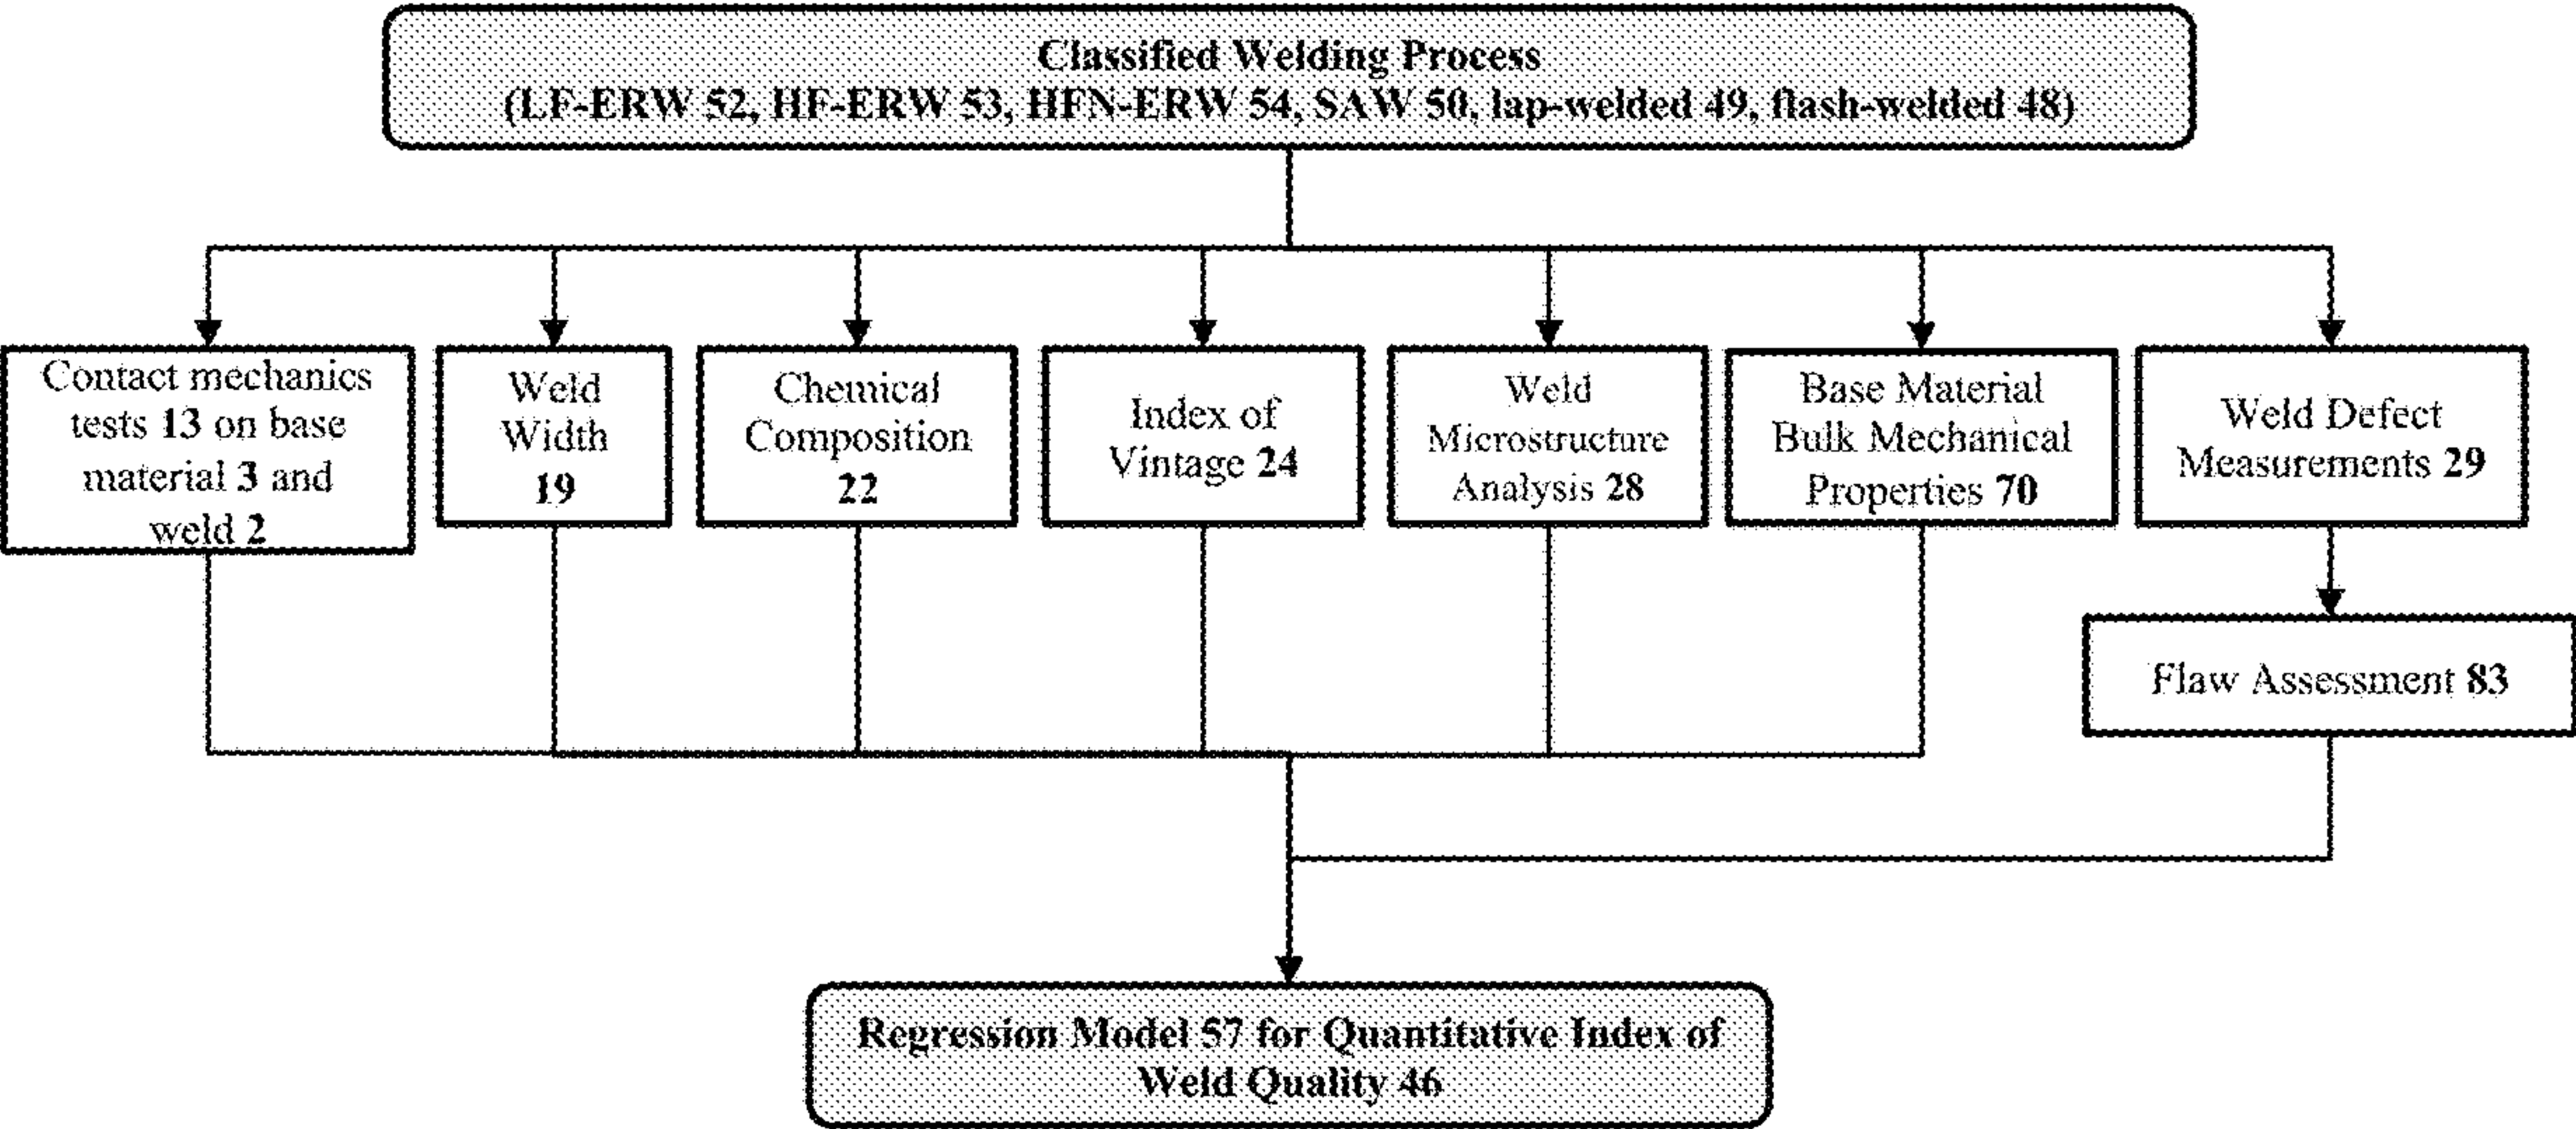 Classified Welding Process
(LF-ERW 52, HF-ERW 53, HFN-ERW 54, SAW 50, lap-welded 49, flash-welded 48)
Contact mechanics
tests 13 on base
material 3 and
weld 2
Weld
Width
19
Chemical
Composition
22
Index of
Vintage 24
Weld
Microstructure
Analysis 28
Base Material
Bulk Mechanical
Properties 70
Weld Defect
Measurements 29
Flaw Assessment 83
Regression Model 57 for Quantitative Index of
Weld Quality 46